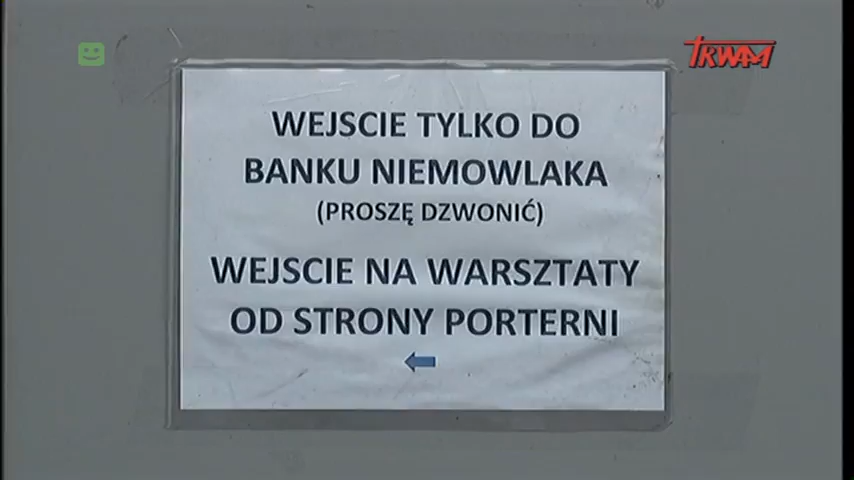 TRWAM
WEJSCIE TYLKO DO
BANKU NIEMOWLAKA
(PROSZĘ DZWONIĆ)
WEJSCIE NA WARSZTATY
OD STRONY PORTERNI